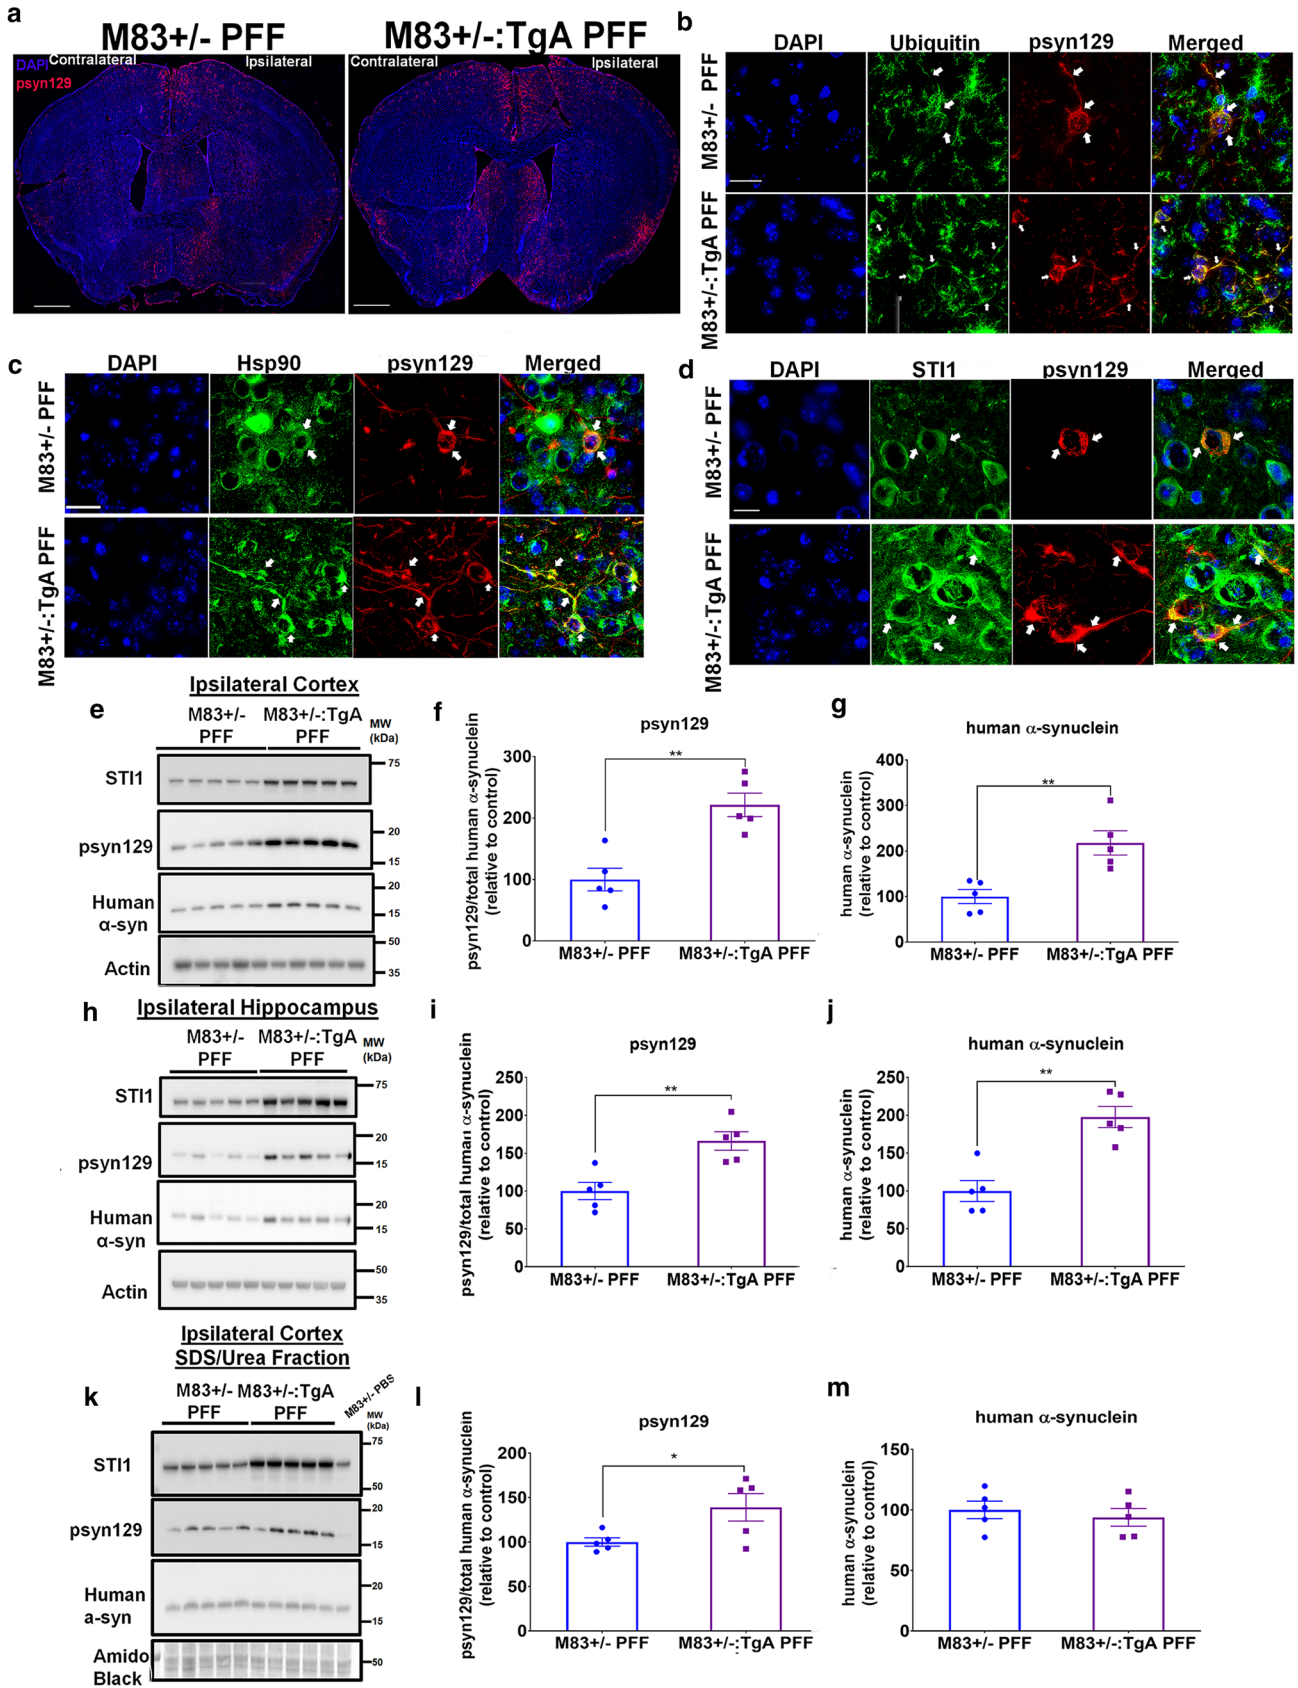 a
M83+/- PFF
M83+/-:TgA PFF
DAPI
psyn129
Contralateral
Ipsilateral
Contralateral
Ipsilateral
b
DAPI Ubiquitin psyn129 Merged
M83+/- PFF
M83+/-:TgA PFF
c
DAPI Hsp90 psyn129 Merged
M83+/- PFF
M83+/-:TgA PFF
d
DAPI STI1 psyn129 Merged
M83+/- PFF
M83+/-:TgA PFF
e
Ipsilateral Cortex
M83+/- PFF
M83+/-:TgA PFF
MW (kDa)
STI1
75
psyn129
20
15
Human α-syn
20
15
Actin
50
35
f
psyn129
psyn129/total human α-synuclein (relative to control)
300
200
100
0
**
M83+/- PFF M83+/-:TgA PFF
g
human α-synuclein
human α-synuclein (relative to control)
400
300
200
100
0
**
M83+/- PFF M83+/-:TgA PFF
h
Ipsilateral Hippocampus
M83+/- PFF
M83+/-:TgA PFF
MW (kDa)
STI1
75
psyn129
20
15
Human α-syn
20
15
Actin
50
35
i
psyn129
psyn129/total human α-synuclein (relative to control)
250
200
150
100
50
0
**
M83+/- PFF M83+/-:TgA PFF
j
human α-synuclein
human α-synuclein (relative to control)
250
200
150
100
50
0
**
M83+/- PFF M83+/-:TgA PFF
k
Ipsilateral Cortex
SDS/Urea Fraction
M83+/- PFF
M83+/-:TgA PFF
M83+/- PBS
MW (kDa)
STI1
75
50
psyn129
20
15
Human a-syn
20
15
Amido Black
50
l
psyn129
psyn129/total human α-synuclein (relative to control)
200
150
100
50
0
*
M83+/- PFF M83+/-:TgA PFF
m
human α-synuclein
human α-synuclein (relative to control)
150
100
50
0
M83+/- PFF M83+/-:TgA PFF